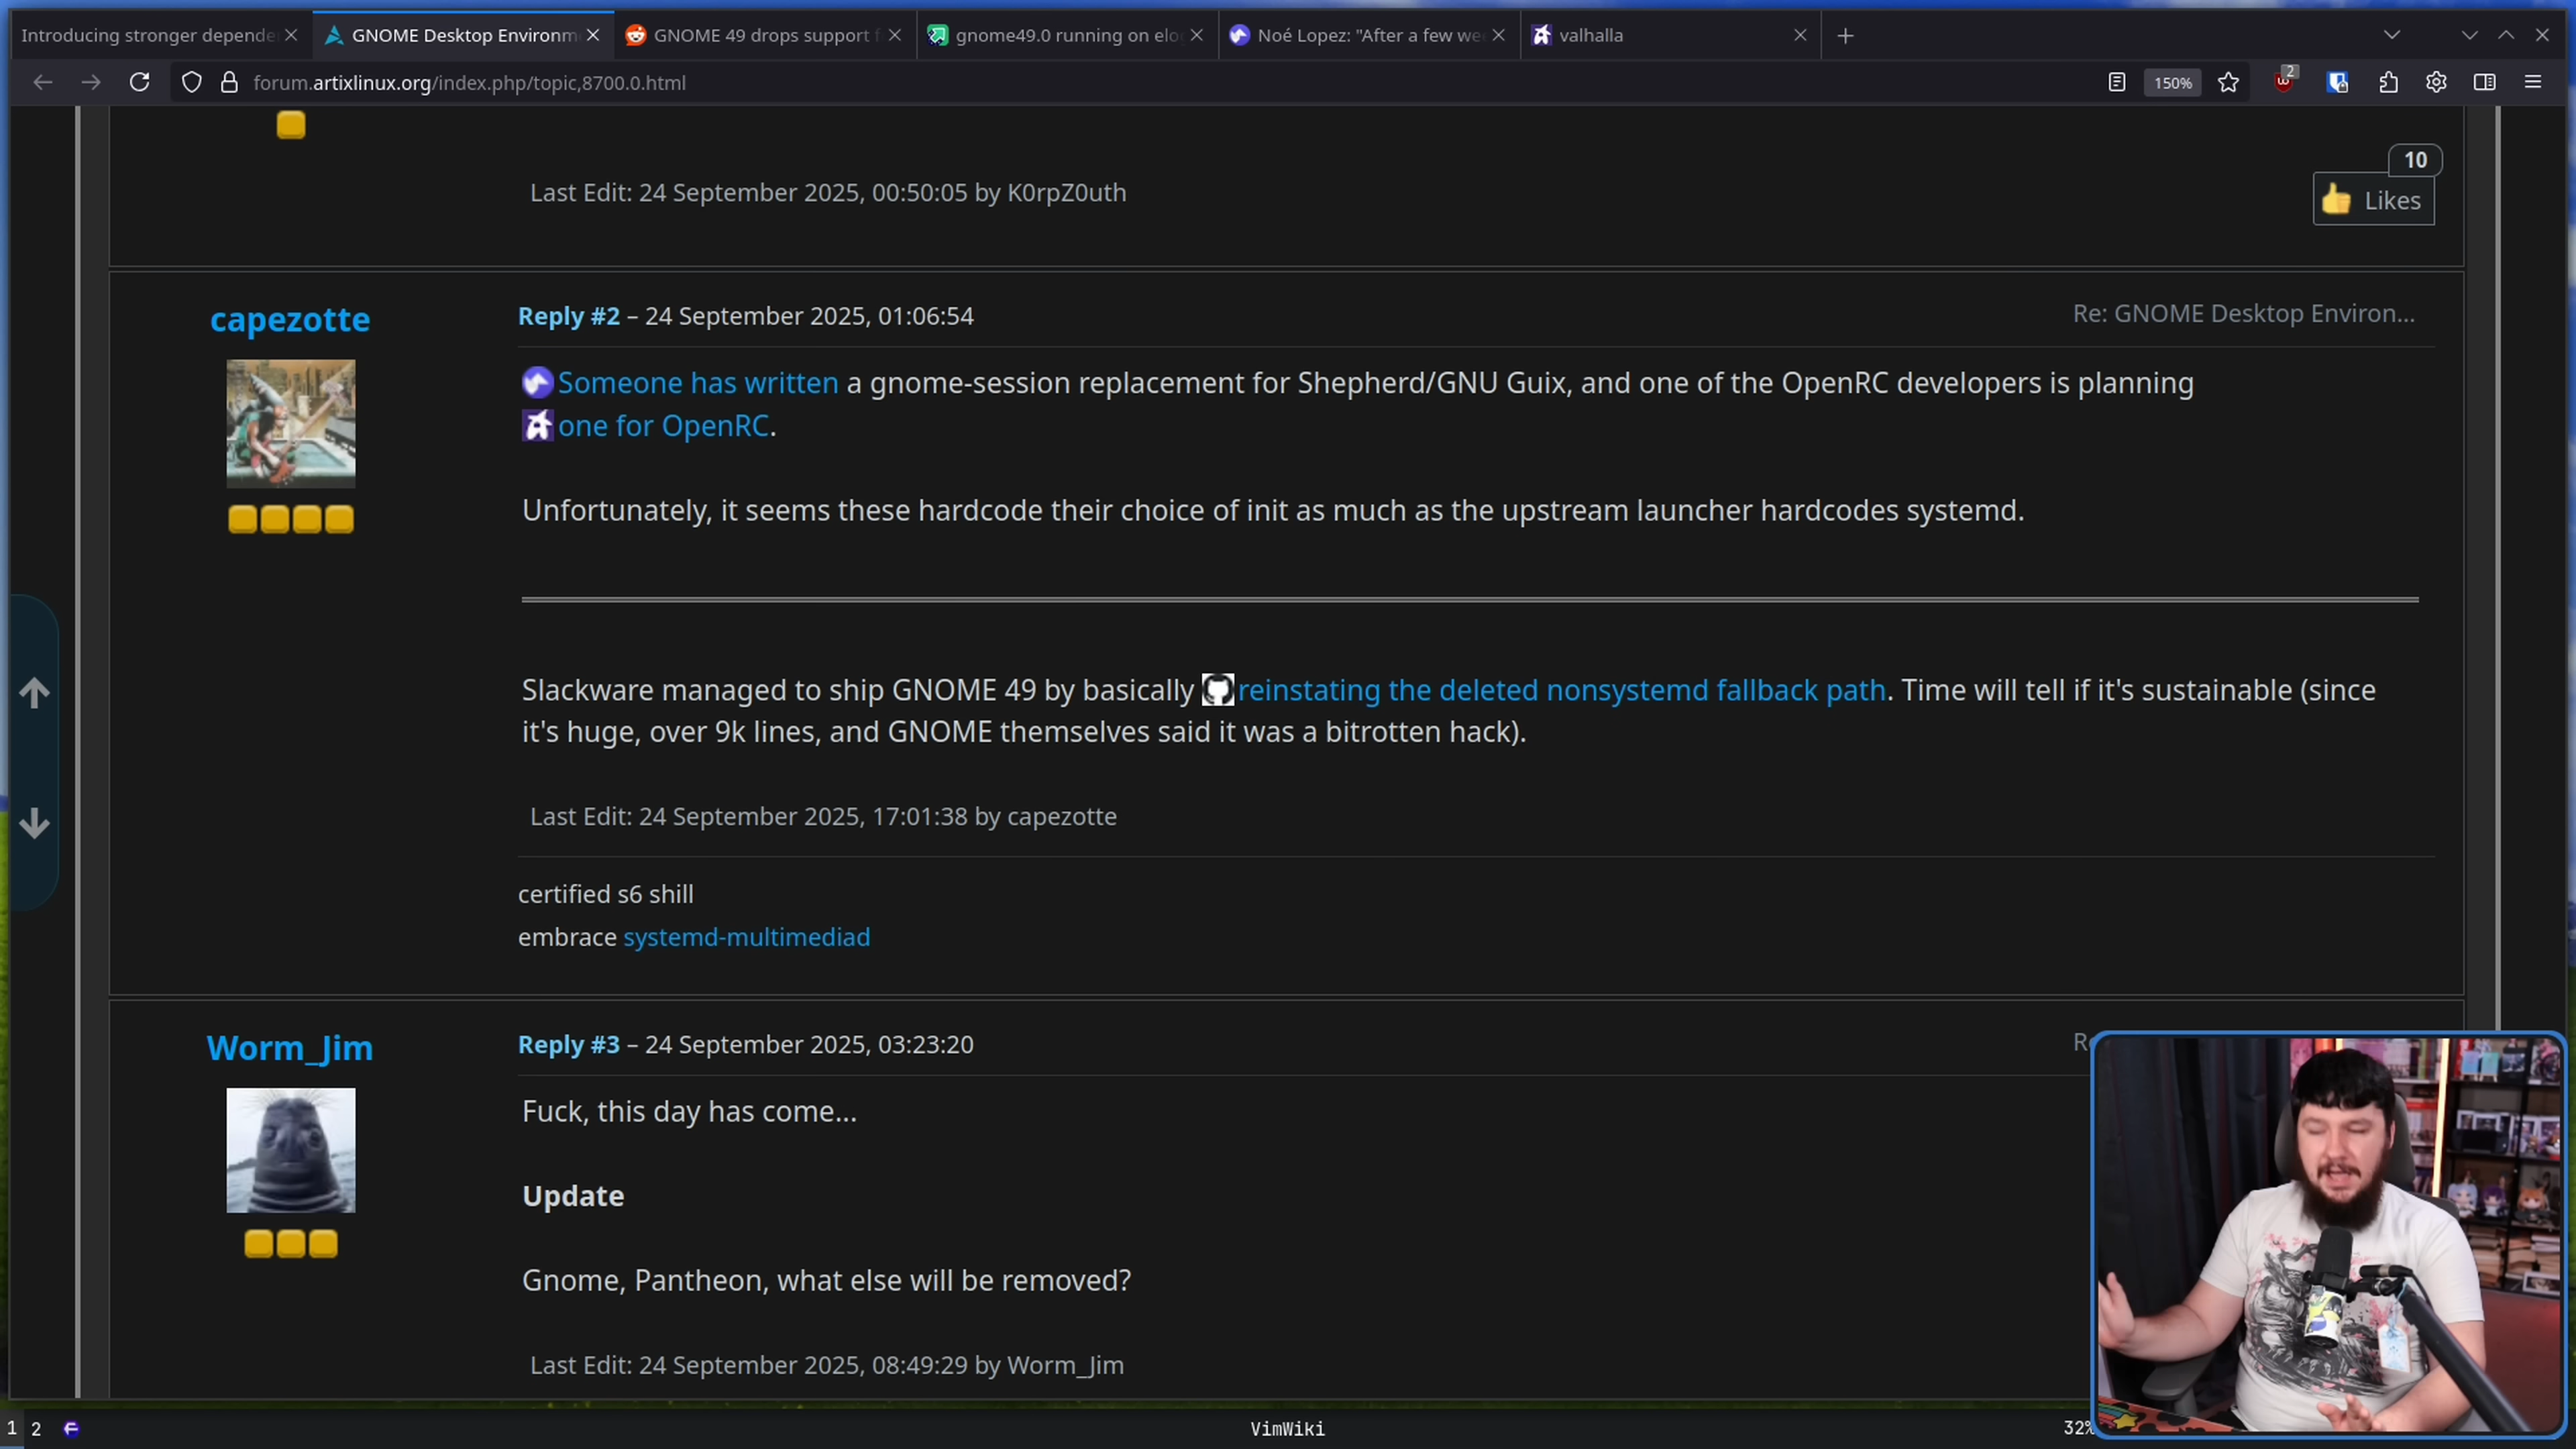 Introducing stronger depende
GNOME Desktop Environm
GNOME 49 drops support f
gnome49.0 running on elog
Noé Lopez: "After a few wee
valhalla
forum.artixlinux.org/index.php/topic,8700.0.html
150%
2
10
Likes
Last Edit: 24 September 2025, 00:50:05 by K0rpZ0uth
capezotte
Reply #2 – 24 September 2025, 01:06:54
Re: GNOME Desktop Environ...
Someone has written a gnome-session replacement for Shepherd/GNU Guix, and one of the OpenRC developers is planning
one for OpenRC.
Unfortunately, it seems these hardcode their choice of init as much as the upstream launcher hardcodes systemd.
Slackware managed to ship GNOME 49 by basically reinstating the deleted nonsystemd fallback path. Time will tell if it's sustainable (since
it's huge, over 9k lines, and GNOME themselves said it was a bitrotten hack).
Last Edit: 24 September 2025, 17:01:38 by capezotte
certified s6 shill
embrace systemd-multimediad
Worm_Jim
Reply #3 – 24 September 2025, 03:23:20
Re
Fuck, this day has come...
Update
Gnome, Pantheon, what else will be removed?
Last Edit: 24 September 2025, 08:49:29 by Worm_Jim
1 2
VimWiki
32%